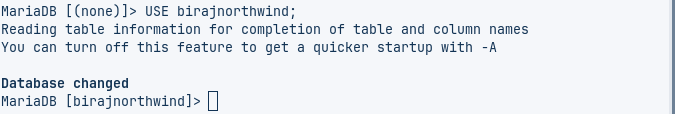 MariaDB [(none)]> USE birajnorthwind;
Reading table information for completion of table and column names
You can turn off this feature to get a quicker startup with -A
Database changed
MariaDB [birajnorthwind]>